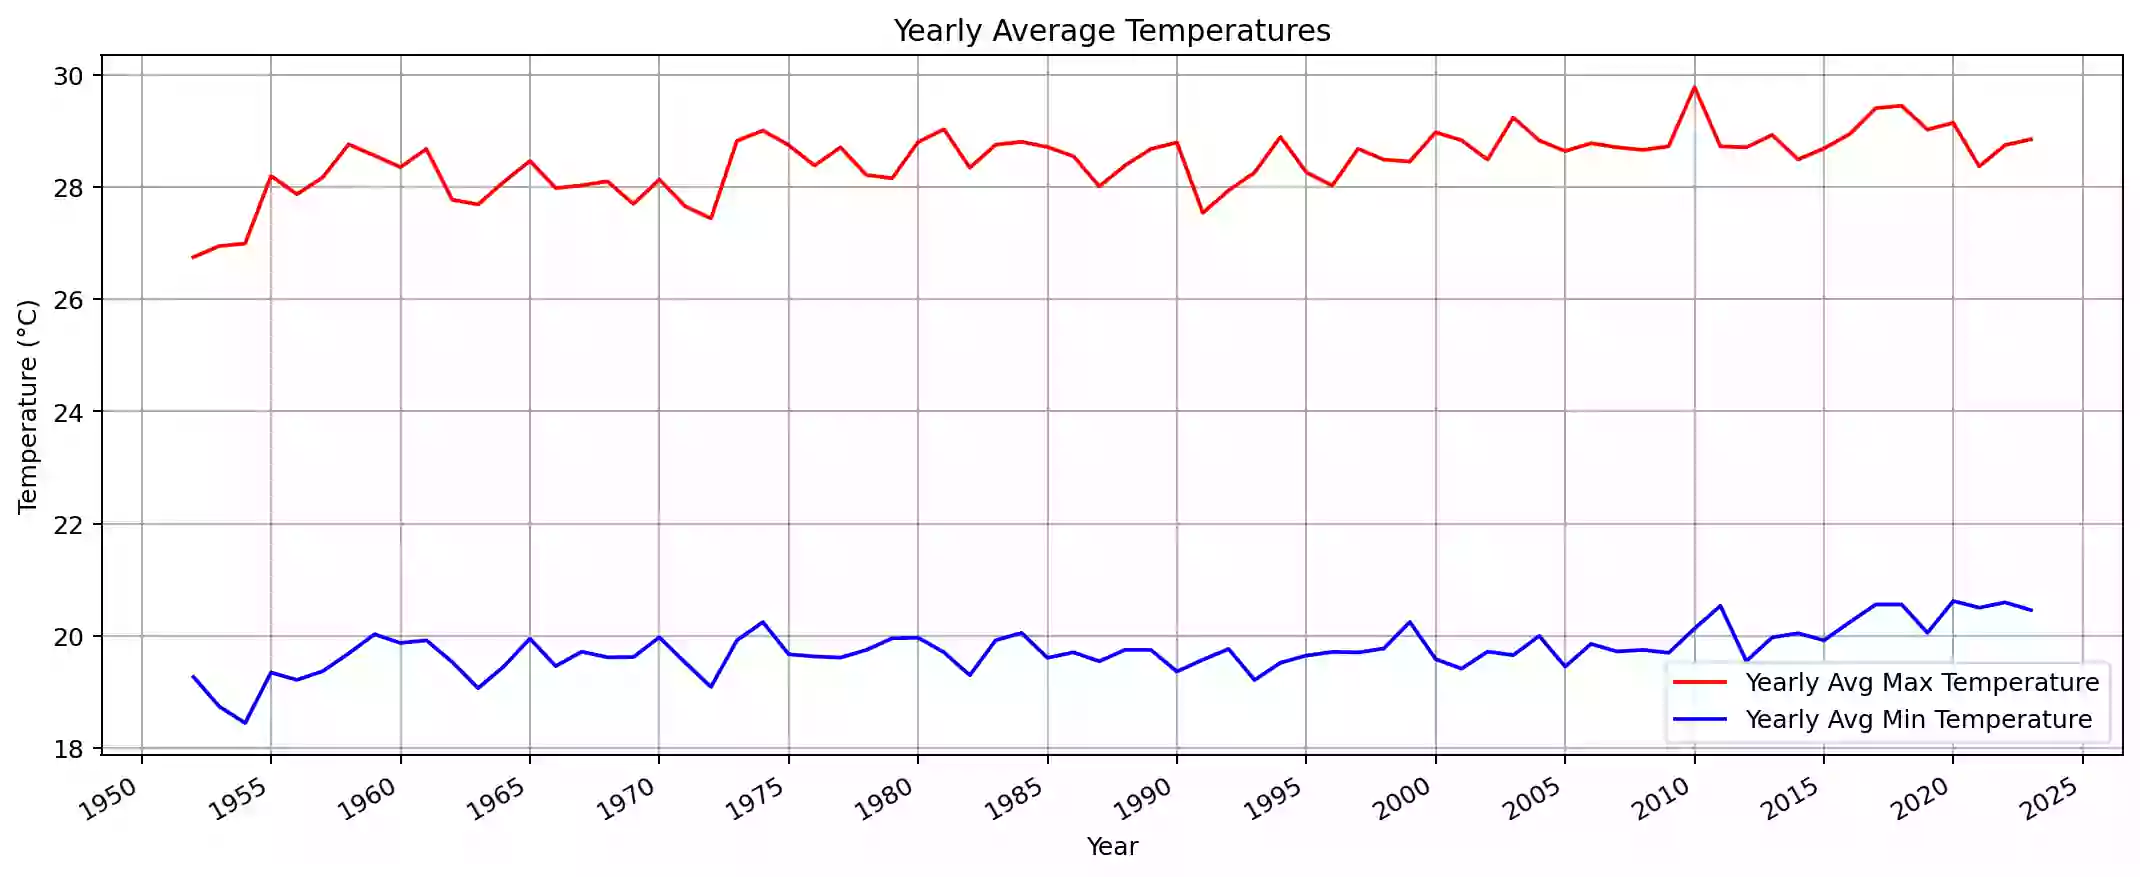 Yearly Average Temperatures
Temperature (°C)
30
28
26
24
22
20
18
Yearly Avg Max Temperature
Yearly Avg Min Temperature
1950 1955 1960 1965 1970 1975 1980 1985 1990 1995 2000 2005 2010 2015 2020 2025
Year